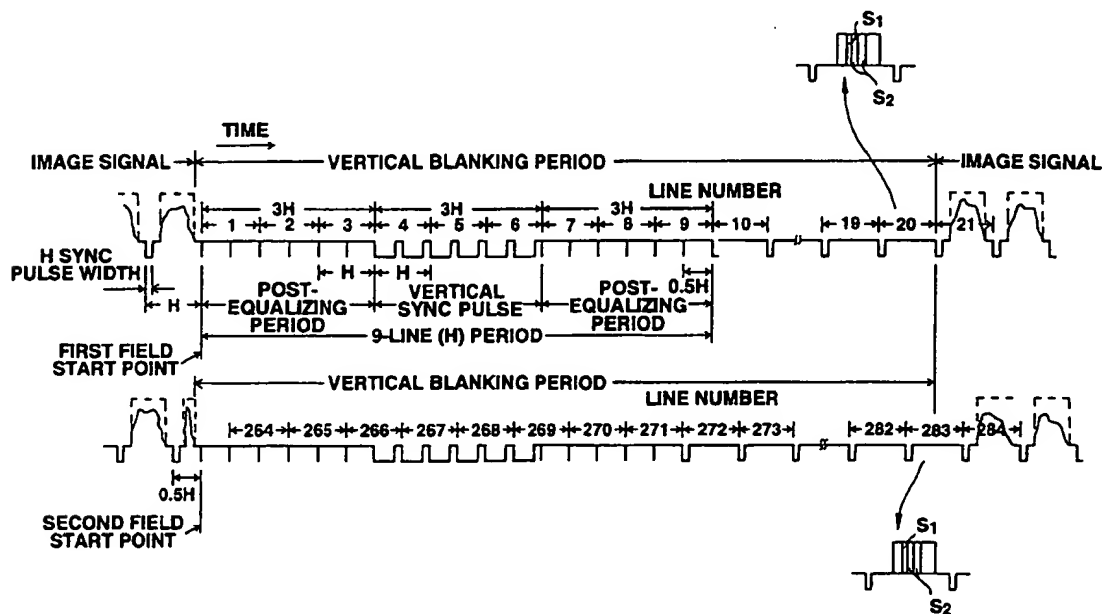 S1
S2
TIME
IMAGE SIGNAL
VERTICAL BLANKING PERIOD
IMAGE SIGNAL
LINE NUMBER
3H 3H 3H
1 2 3 4 5 6 7 8 9 10 19 20 21
H SYNC
PULSE WIDTH
H H 0.5H
H
POST-
EQUALIZING
PERIOD
VERTICAL
SYNC PULSE
POST-
EQUALIZING
PERIOD
9-LINE (H) PERIOD
FIRST FIELD
START POINT
VERTICAL BLANKING PERIOD
LINE NUMBER
264 265 266 267 268 269 270 271 272 273 282 283 284
0.5H
SECOND FIELD
START POINT
S1
S2